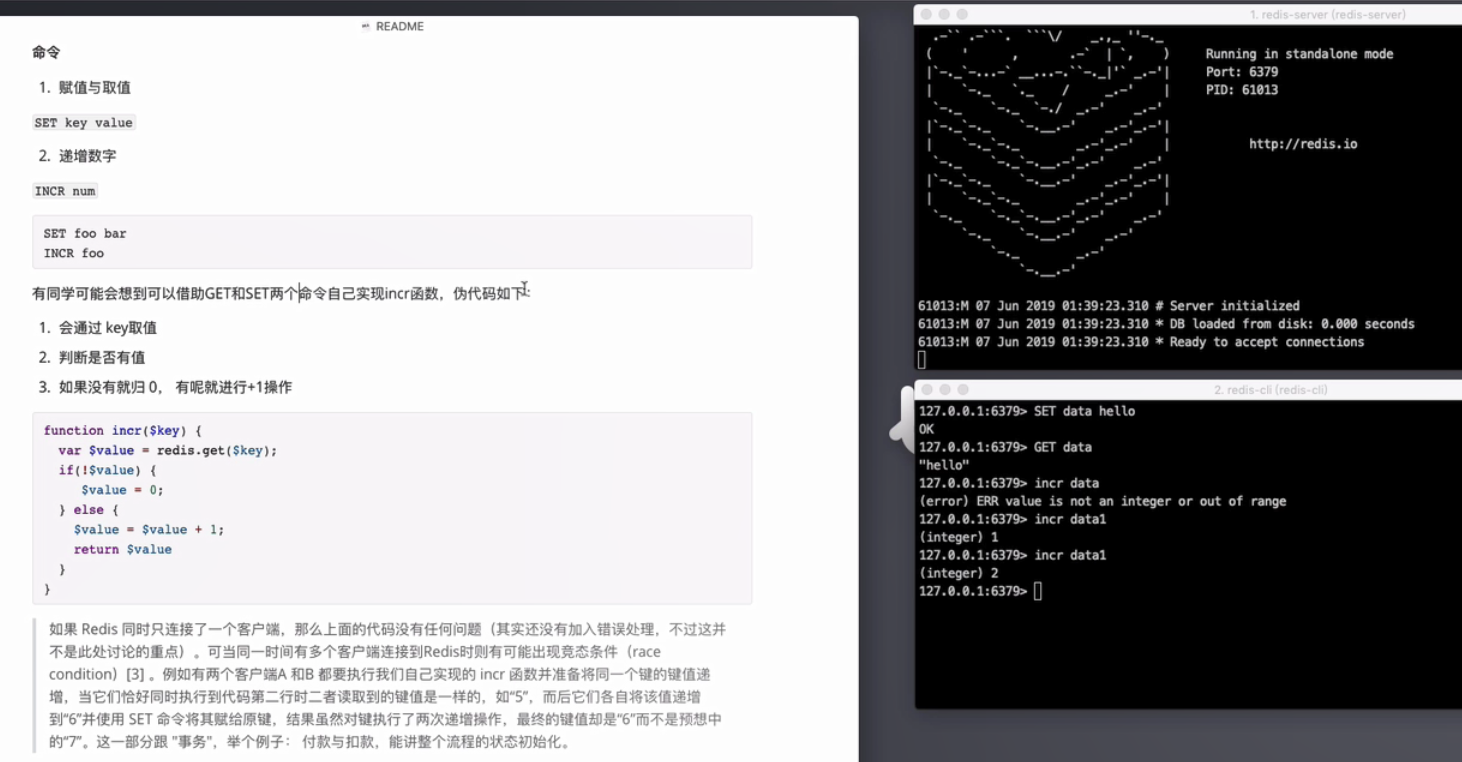 README
命令
1. 赋值与取值
SET key value
2. 递增数字
INCR num
SET foo bar
INCR foo
有同学可能会想到可以借助GET和SET两个命令自己实现incr函数，伪代码如下:
1. 会通过 key取值
2. 判断是否有值
3. 如果没有就归 0， 有呢就进行+1操作
function incr($key) {
var $value = redis.get($key);
if(!$value) {
$value = 0;
} else {
$value = $value + 1;
return $value
}
}
如果 Redis 同时只连接了一个客户端，那么上面的代码没有任何问题（其实还没有加入错误处理，不过这并
不是此处讨论的重点）。可当同一时间有多个客户端连接到Redis时则有可能出现竞态条件（race
condition）[3] 。例如有两个客户端A 和B 都要执行我们自己实现的 incr 函数并准备将同一个键的键值递
增，当它们恰好同时执行到代码第二行时二者读取到的键值是一样的，如“5”，而后它们各自将该值递增
到“6”并使用 SET 命令将其赋给原键，结果虽然对键执行了两次递增操作，最终的键值却是“6”而不是预想中
的“7”。这一部分跟 "事务"，举个例子： 付款与扣款，能讲整个流程的状态初始化。
1. redis-server (redis-server)
Running in standalone mode
Port: 6379
PID: 61013
http://redis.io
61013:M 07 Jun 2019 01:39:23.310 # Server initialized
61013:M 07 Jun 2019 01:39:23.310 * DB loaded from disk: 0.000 seconds
61013:M 07 Jun 2019 01:39:23.310 * Ready to accept connections
2. redis-cli (redis-cli)
127.0.0.1:6379> SET data hello
OK
127.0.0.1:6379> GET data
"hello"
127.0.0.1:6379> incr data
(error) ERR value is not an integer or out of range
127.0.0.1:6379> incr data1
(integer) 1
127.0.0.1:6379> incr data1
(integer) 2
127.0.0.1:6379>